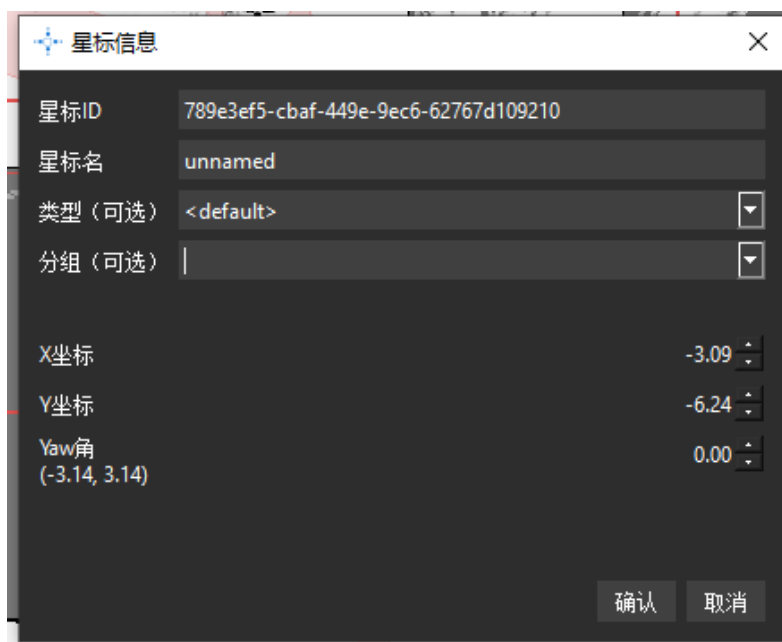 星标信息
星标ID 789e3ef5-cbaf-449e-9ec6-62767d109210
星标名 unnamed
类型（可选） <default>
分组（可选）
X坐标 -3.09
Y坐标 -6.24
Yaw角 0.00
(-3.14, 3.14)
确认 取消